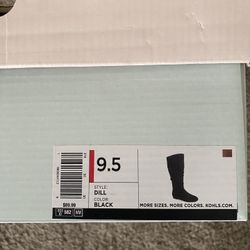 9.5
STYLE:
DILL
COLOR:
BLACK
$89.99
MORE SIZES. MORE COLORS. KOHLS.COM.